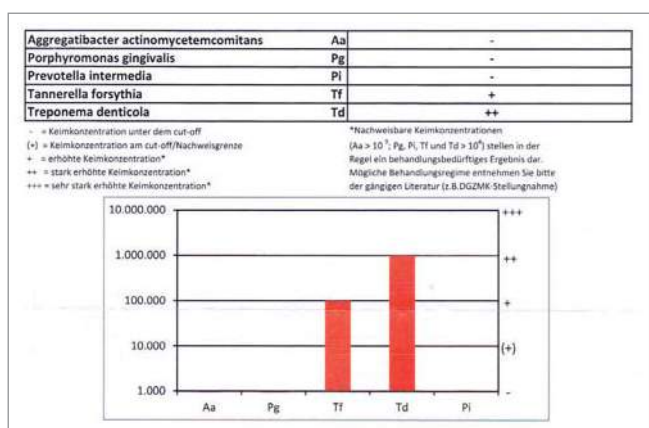 Aggregatibacter actinomycetemcomitans Aa -
Porphyromonas gingivalis Pg -
Prevotella intermedia Pi -
Tannerella forsythia Tf +
Treponema denticola Td ++
- = Keimkonzentration unter dem cut-off
(+) = Keimkonzentration am cut-off/Nachweisgrenze
+ = erhöhte Keimkonzentration*
++ = stark erhöhte Keimkonzentration*
+++ = sehr stark erhöhte Keimkonzentration*
*Nachweisbare Keimkonzentrationen
(Aa > 10³; Pg, Pi, Tf und Td > 10⁴) stellen in der
Regel ein behandlungsbedürftiges Ergebnis dar.
Mögliche Behandlungsregime entnehmen Sie bitte
der gängigen Literatur (z.B.DGZMK-Stellungnahme)
10.000.000 +++
1.000.000 ++
100.000 +
10.000 (+)
1.000 -
Aa Pg Tf Td Pi